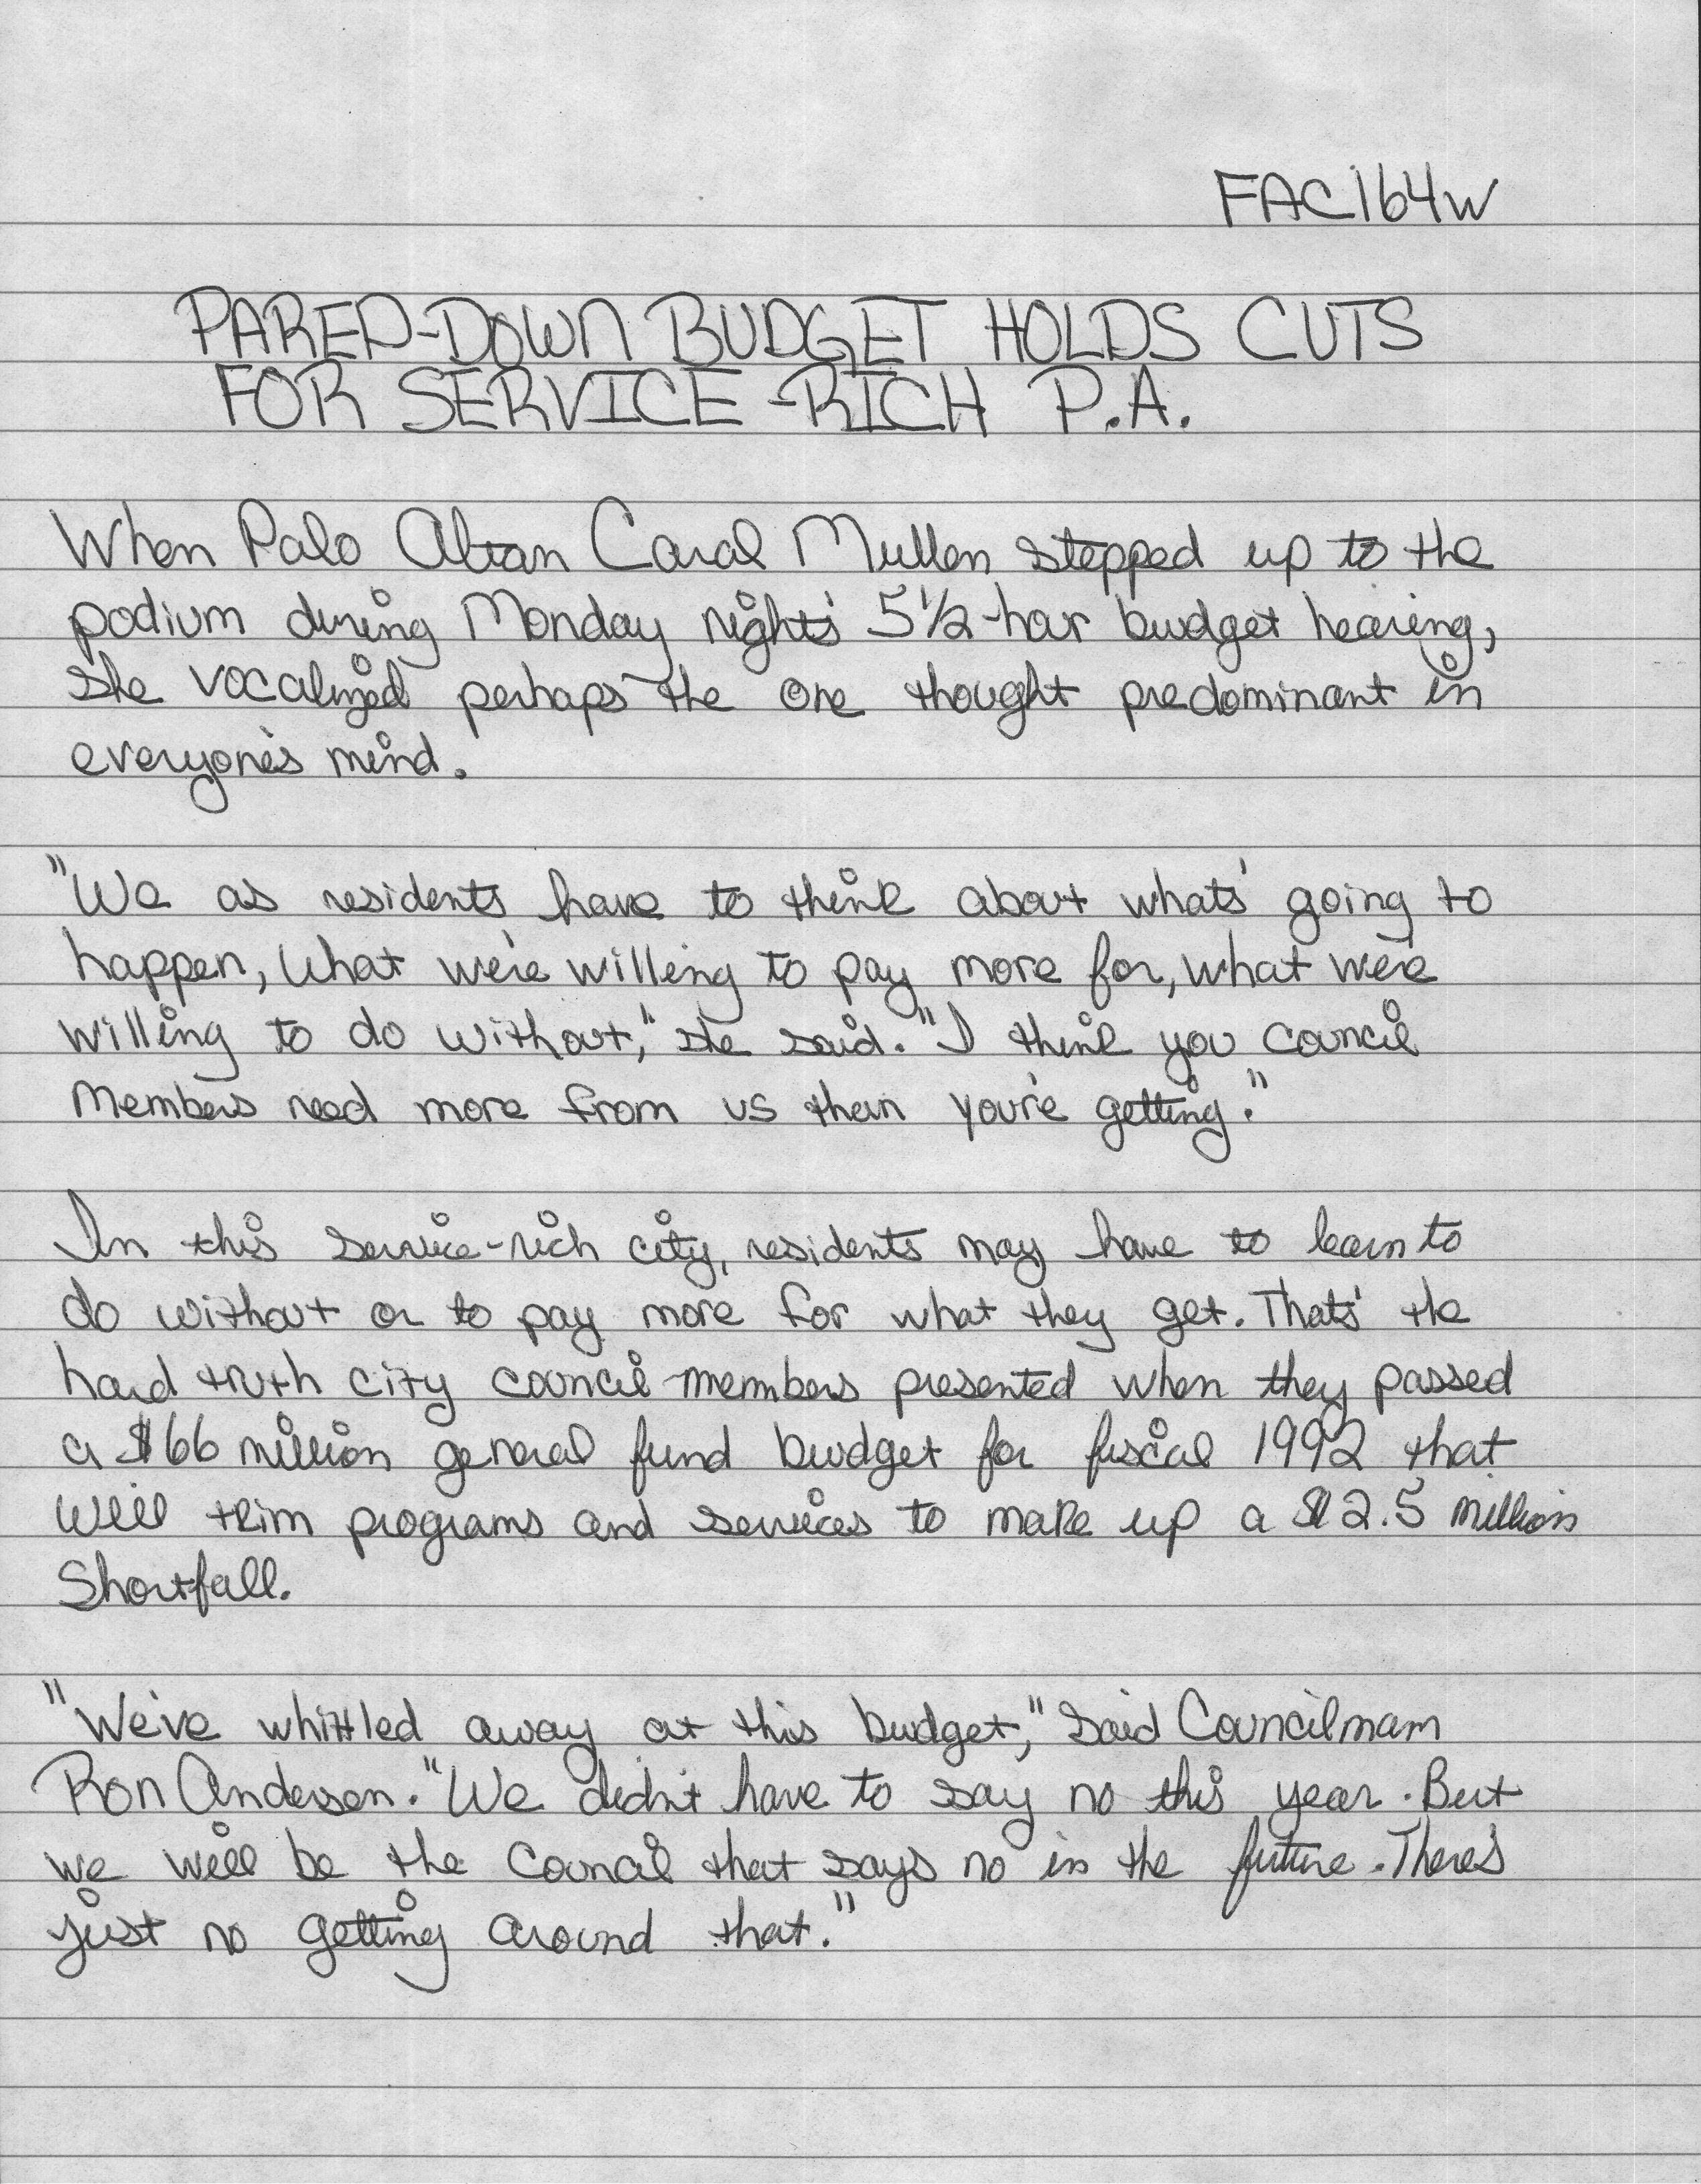 FAC164W
PARED-DOWN BUDGET HOLDS CUTS
FOR SERVICE-RICH P.A.
When Palo Altan Caral Mullen stepped up to the
podium during Monday night's 5 1/2-hour budget hearing,
she vocalized perhaps the one thought predominant in
everyone's mind.
"We as residents have to think about what's going to
happen, what we're willing to pay more for, what we're
willing to do without," she said. "I think you council
members need more from us than you're getting."
In this service-rich city, residents may have to learn to
do without or to pay more for what they get. That's the
hard truth city council members presented when they passed
a $66 million general fund budget for fiscal 1992 that
will trim programs and services to make up a $12.5 million
shortfall.
"We've whittled away at this budget," said Councilmam
Ron Andersen. "We didn't have to say no this year. But
we will be the Council that says no in the future. There's
just no getting around that."